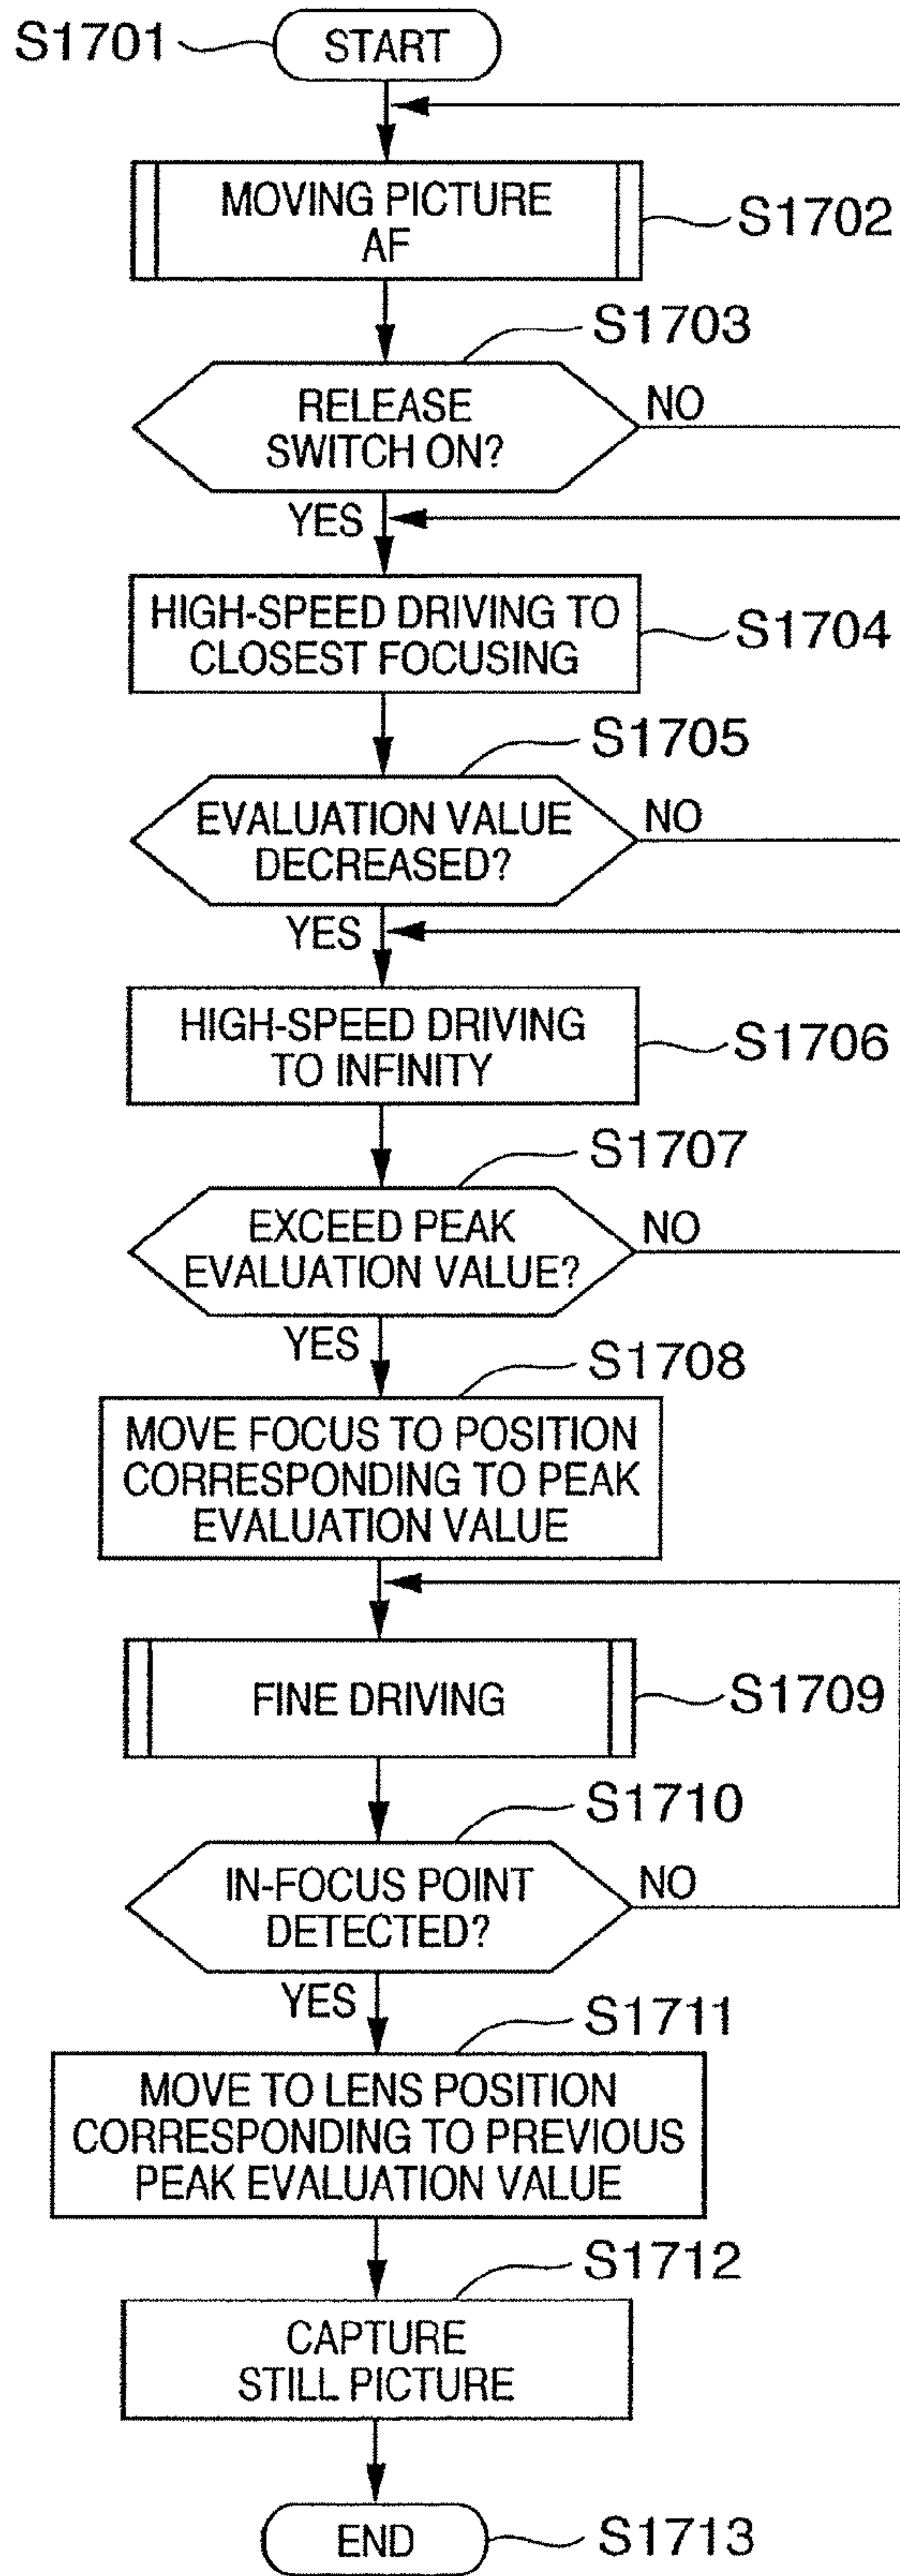 S1701
START
MOVING PICTURE
AF
S1702
S1703
RELEASE
SWITCH ON?
NO
YES
HIGH-SPEED DRIVING TO
CLOSEST FOCUSING
S1704
S1705
EVALUATION VALUE
DECREASED?
NO
YES
HIGH-SPEED DRIVING
TO INFINITY
S1706
S1707
EXCEED PEAK
EVALUATION VALUE?
NO
YES
S1708
MOVE FOCUS TO POSITION
CORRESPONDING TO PEAK
EVALUATION VALUE
FINE DRIVING
S1709
S1710
IN-FOCUS POINT
DETECTED?
NO
YES
S1711
MOVE TO LENS POSITION
CORRESPONDING TO PREVIOUS
PEAK EVALUATION VALUE
S1712
CAPTURE
STILL PICTURE
END
S1713